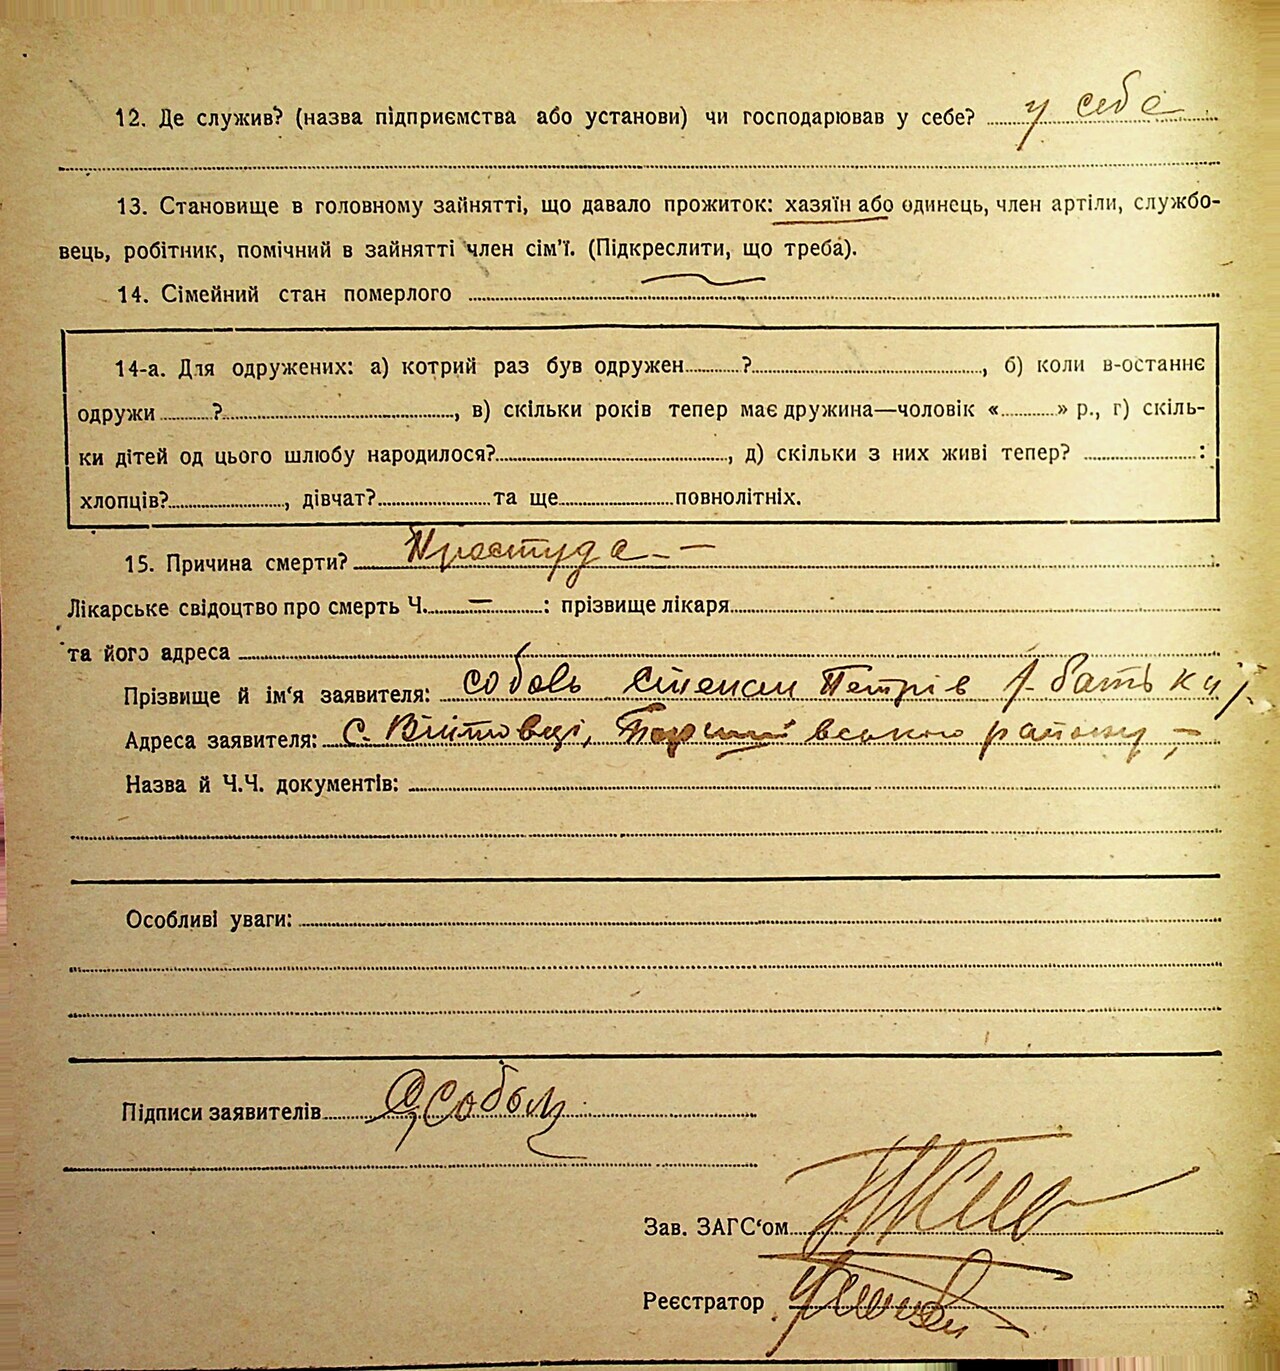 12. Де служив? (назва підприємства або установи) чи господарював у себе? у себе
13. Становище в головному зайнятті, що давало прожиток: хазяїн або одинець, член артіли, службо-
вець, робітник, помічний в зайнятті член сім'ї. (Підкреслити, що треба).
14. Сімейний стан померлого
14-а. Для одружених: а) котрий раз був одружен ?, б) коли в-останнє
одружи ?, в) скільки років тепер має дружина—чоловік « » р., г) скіль-
ки дітей од цього шлюбу народилося?, д) скільки з них живі тепер? :
хлопців?, дівчат? та ще повнолітніх.
15. Причина смерти? Простуда. —
Лікарське свідоцтво про смерть Ч. — : прізвище лікаря
та його адреса
Прізвище й ім'я заявителя: Соболь Степан Петрів
Адреса заявителя: С. Війтовці, району —
Назва й Ч.Ч. документів:
Особливі уваги:
Підписи заявителів Соболь
Зав. ЗАГС'ом
Реєстратор